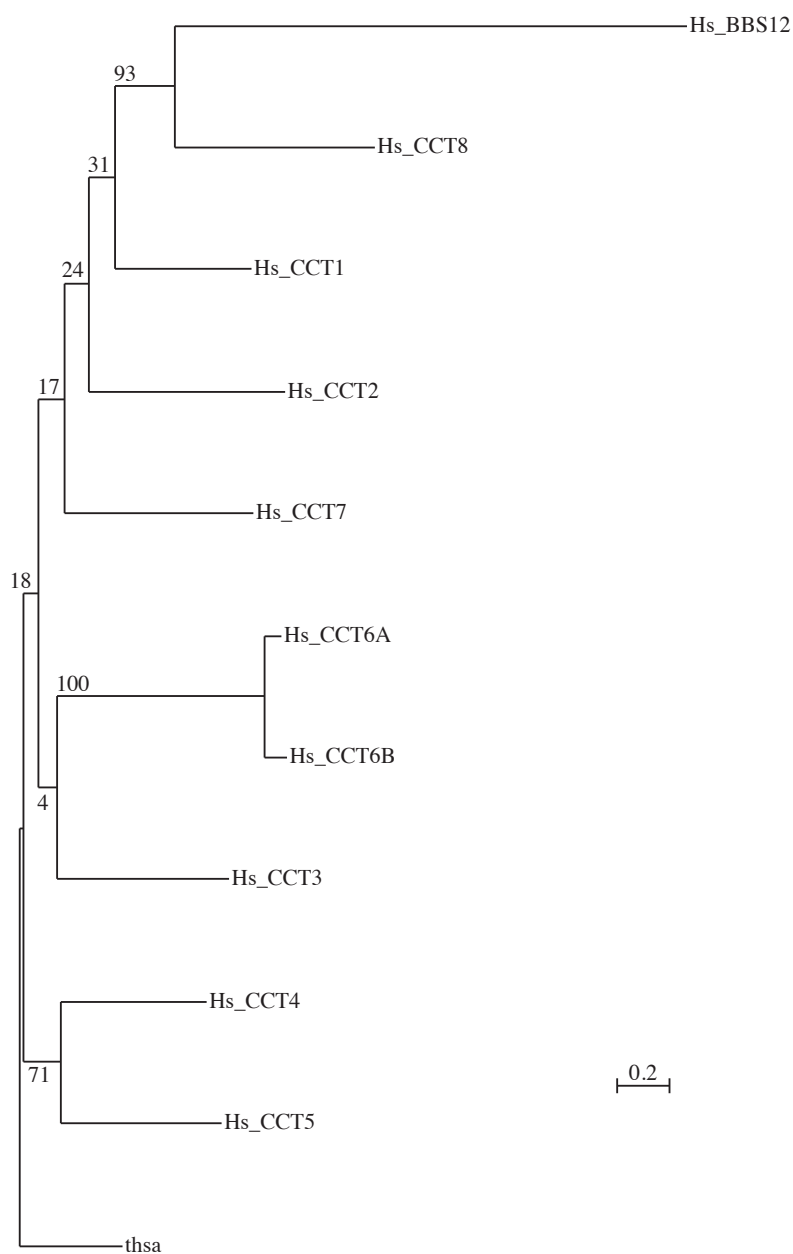 Hs_BBS12
93
Hs_CCT8
31
Hs_CCT1
24
Hs_CCT2
17
Hs_CCT7
18
Hs_CCT6A
100
Hs_CCT6B
4
Hs_CCT3
Hs_CCT4
0.2
71
Hs_CCT5
thsa